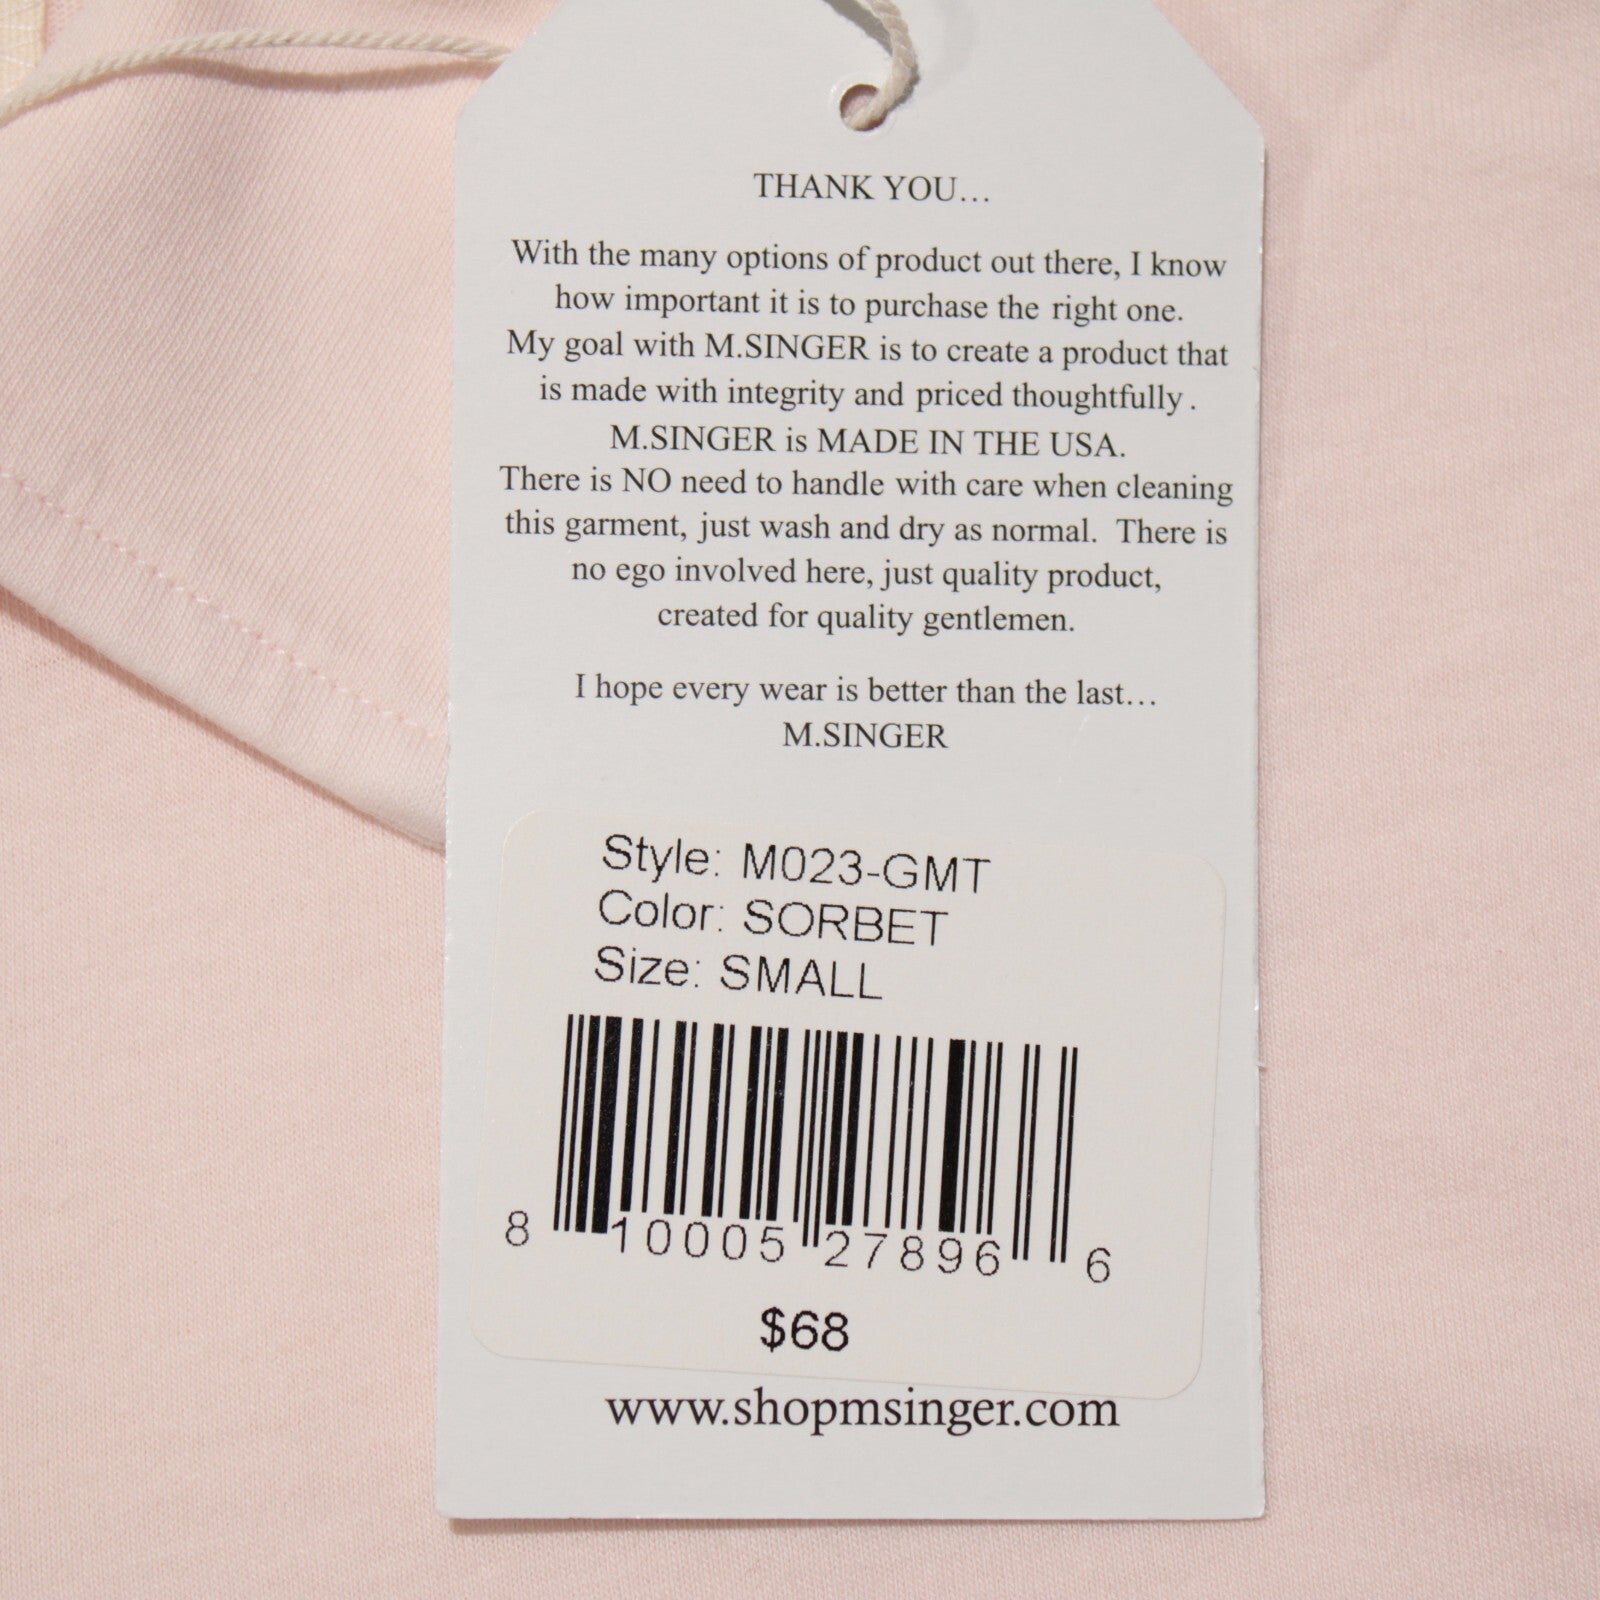 THANK YOU...
With the many options of product out there, I know
how important it is to purchase the right one.
My goal with M.SINGER is to create a product that
is made with integrity and priced thoughtfully .
M.SINGER is MADE IN THE USA.
There is NO need to handle with care when cleaning
this garment, just wash and dry as normal. There is
no ego involved here, just quality product,
created for quality gentlemen.
I hope every wear is better than the last...
M.SINGER
Style: M023-GMT
Color: SORBET
Size: SMALL
8 10005 27896 6
$68
www.shopmsinger.com